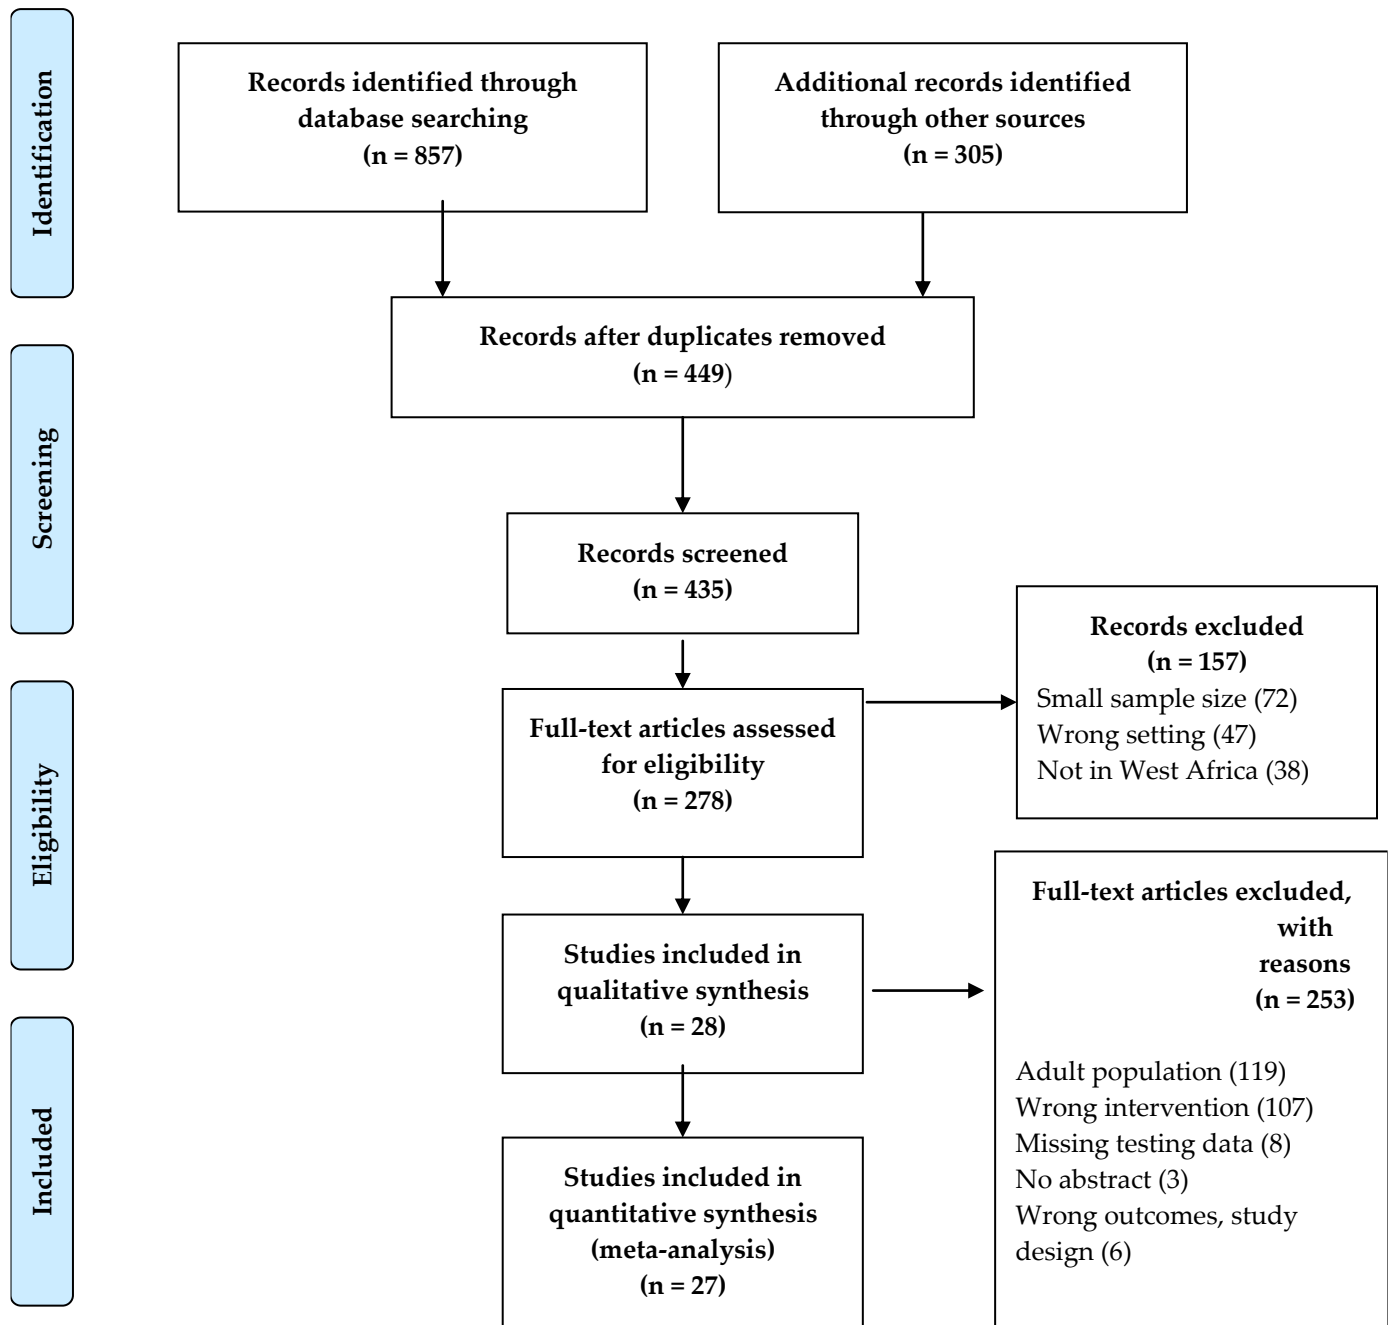 Identification
Records identified through
database searching
(n = 857)
Additional records identified
through other sources
(n = 305)
Records after duplicates removed
(n = 449)
Screening
Records screened
(n = 435)
Records excluded
(n = 157)
Small sample size (72)
Wrong setting (47)
Not in West Africa (38)
Eligibility
Full-text articles assessed
for eligibility
(n = 278)
Full-text articles excluded,
with
reasons
(n = 253)
Adult population (119)
Wrong intervention (107)
Missing testing data (8)
No abstract (3)
Wrong outcomes, study
design (6)
Studies included in
qualitative synthesis
(n = 28)
Included
Studies included in
quantitative synthesis
(meta-analysis)
(n = 27)